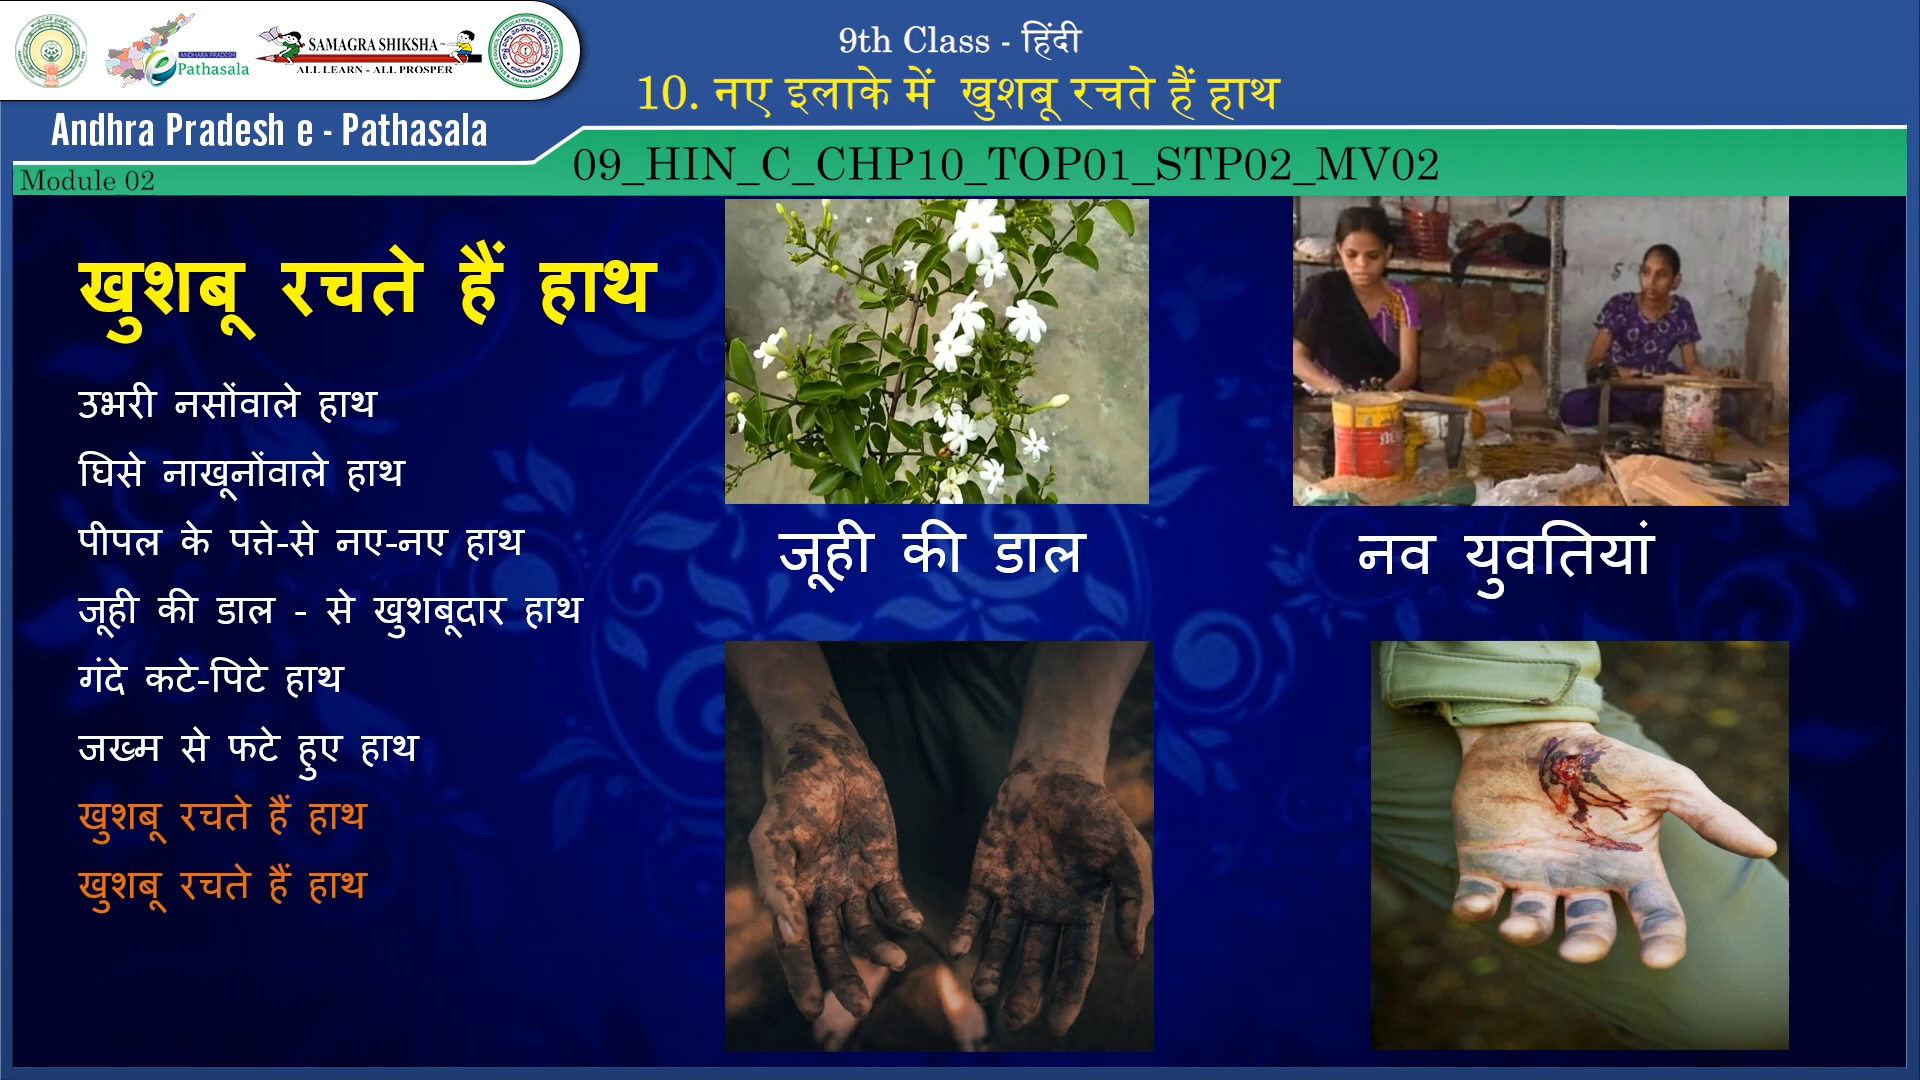 ANDHRA PRADESH
e Pathasala
SAMAGRA SHIKSHA
ALL LEARN - ALL PROSPER
Andhra Pradesh e - Pathasala
9th Class - हिंदी
10. नए इलाके में खुशबू रचते हैं हाथ
09_HIN_C_CHP10_TOP01_STP02_MV02
Module 02
खुशबू रचते हैं हाथ
उभरी नसोंवाले हाथ
घिसे नाखूनोंवाले हाथ
पीपल के पत्ते-से नए-नए हाथ
जूही की डाल - से खुशबूदार हाथ
गंदे कटे-पिटे हाथ
जख्म से फटे हुए हाथ
खुशबू रचते हैं हाथ
खुशबू रचते हैं हाथ
जूही की डाल
नव युवतियां